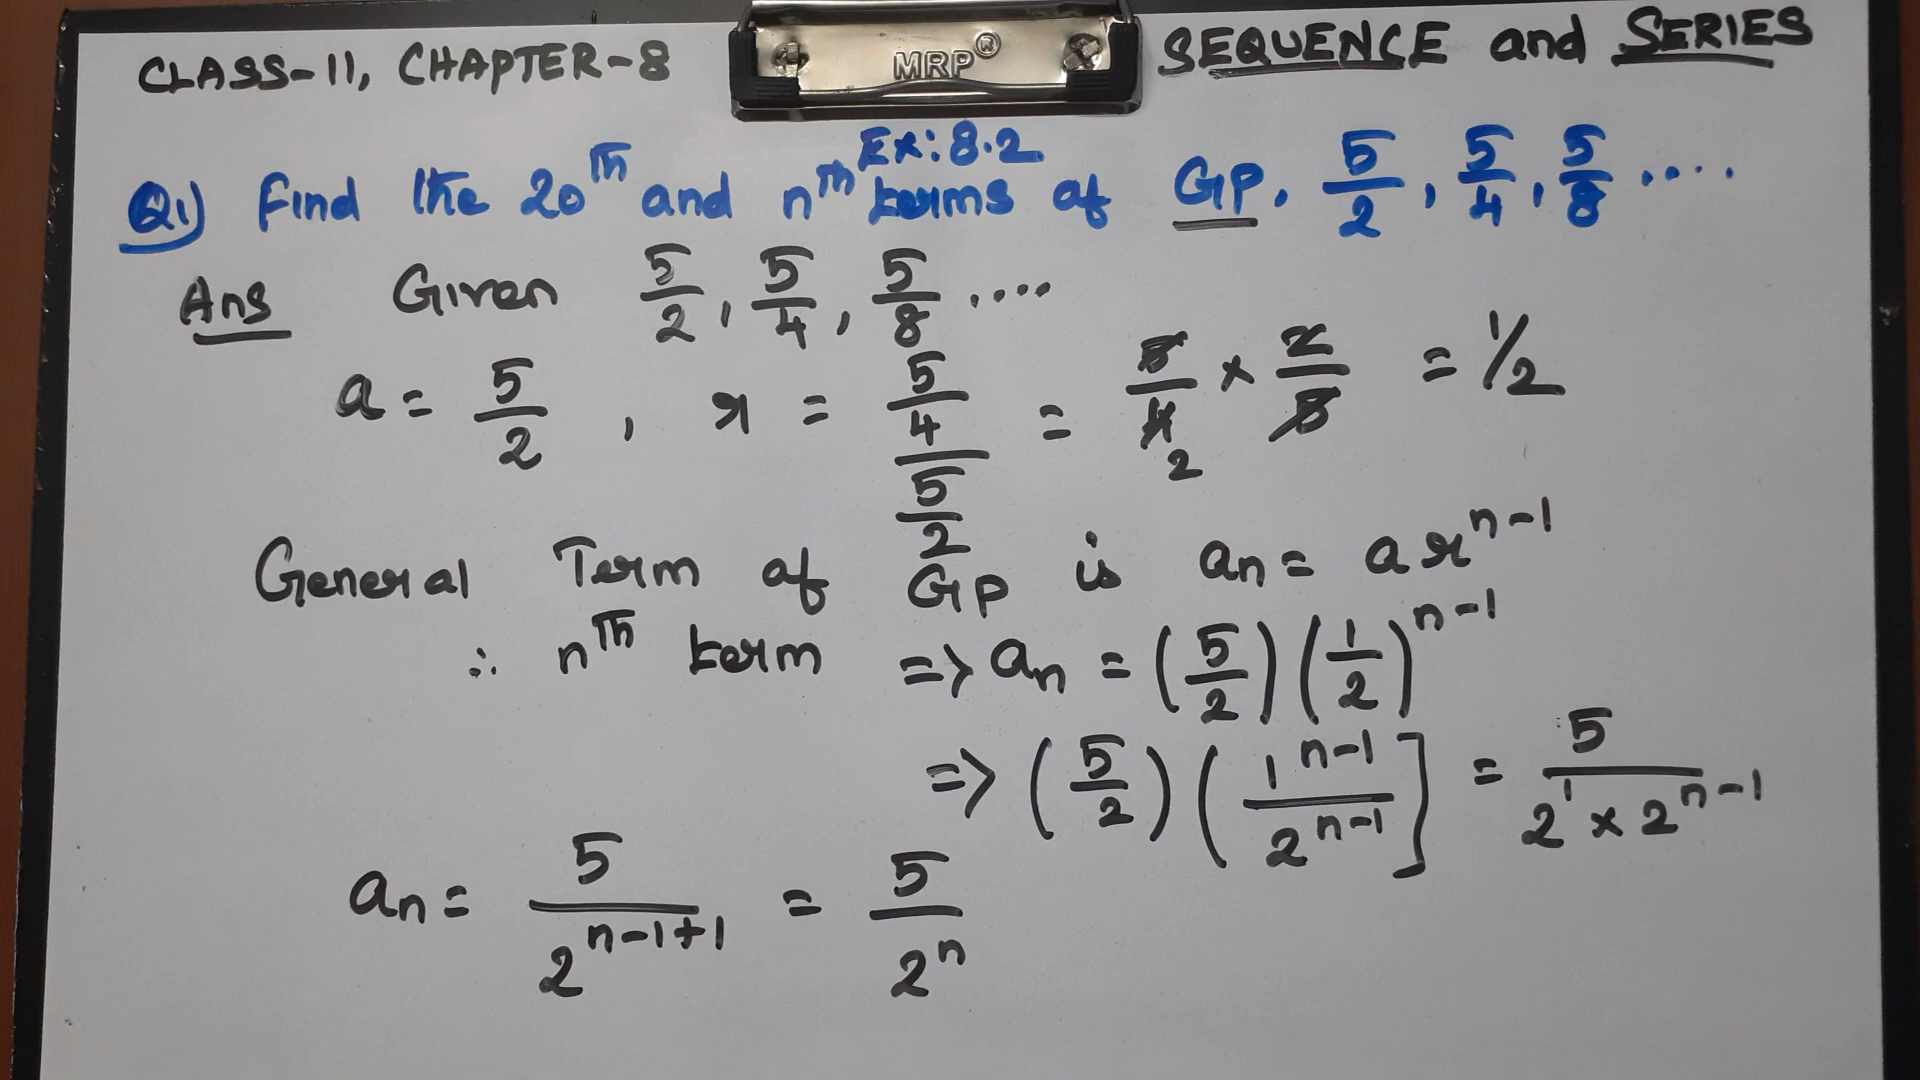 CLASS-11, CHAPTER-8
MRP®
SEQUENCE and SERIES
Ex: 8.2
Q1) Find the 20th and nth terms of GP. 5/2, 5/4, 5/8 ....
Ans Given 5/2, 5/4, 5/8 ....
a = 5/2, r = (5/4)/(5/2) = 5/4 2 × 2/5 = 1/2
General Term of GP is an = ar^(n-1)
∴ nth term => an = (5/2)(1/2)^(n-1)
=> (5/2)(1^(n-1)/2^(n-1)] = 5/(2^1 × 2^(n-1))
an = 5/2^(n-1+1) = 5/2^n